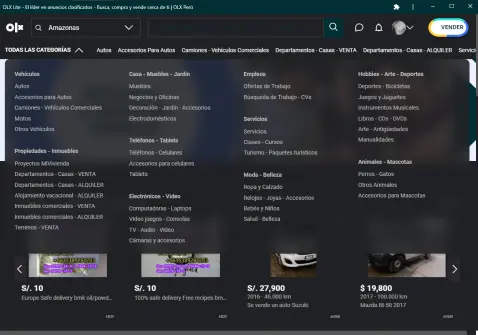 OLX Lite - El líder en anuncios clasificados - Busca, compra y vende cerca de ti | OLX Perú
olx
Amazonas
VENDER
TODAS LAS CATEGORÍAS
Autos
Accesorios Para Autos
Camiones - Vehículos Comerciales
Departamentos - Casas - VENTA
Departamentos - Casas - ALQUILER
Servici
Vehículos
Autos
Accesorios para Autos
Camiones - Vehículos Comerciales
Motos
Otros Vehículos
Propiedades - Inmuebles
Proyectos MiVivienda
Departamentos - Casas - VENTA
Departamentos - Casas - ALQUILER
Alojamiento vacacional - ALQUILER
Inmuebles comerciales - VENTA
Inmuebles comerciales - ALQUILER
Terrenos - VENTA
Casa - Muebles - Jardín
Muebles
Negocios y Oficinas
Decoración - Jardín - Accesorios
Electrodomésticos
Teléfonos - Tablets
Teléfonos - Celulares
Accesorios para celulares
Tablets
Electrónicos - Video
Computadoras - Laptops
Video juegos - Consolas
TV - Audio - Video
Cámaras y accesorios
Empleos
Ofertas de Trabajo
Búsqueda de Trabajo - CVs
Servicios
Servicios
Clases - Cursos
Turismo - Paquetes turísticos
Moda - Belleza
Ropa y Calzado
Relojes - Joyas - Accesorios
Bebés y Niños
Salud - Belleza
Hobbies - Arte - Deportes
Deportes - Bicicletas
Juegos y Juguetes
Instrumentos Musicales
Libros - CDs - DVDs
Arte - Antigüedades
Manualidades
Animales - Mascotas
Perros - Gatos
Otros Animales
Accesorios para Mascotas
S/. 10
Europe Safe delivery bmk oil/powd...
HOY
S/. 10
100% safe delivery Free recipes bm...
HOY
S/. 27,900
2016 - 46.000 km
Se vende un auto Suzuki
AYER
$ 19,800
2017 - 100.000 km
Mazda Bt-50 2017
AYER